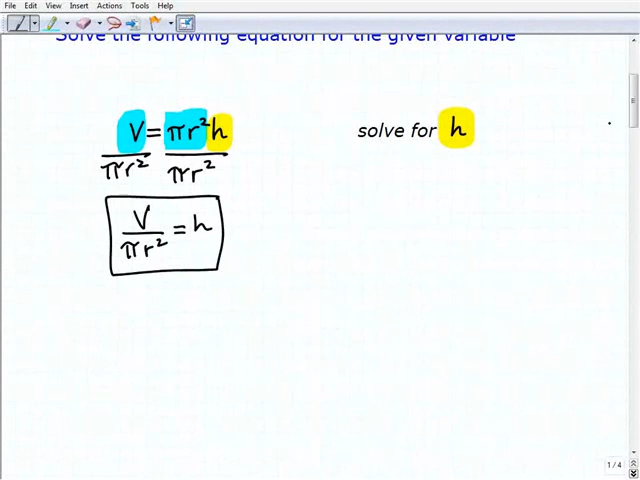 File Edit View Insert Actions Tools Help
Solve the following equation for the given variable
V = πr²h
πr² πr²
solve for h
V
πr² = h
1 / 4